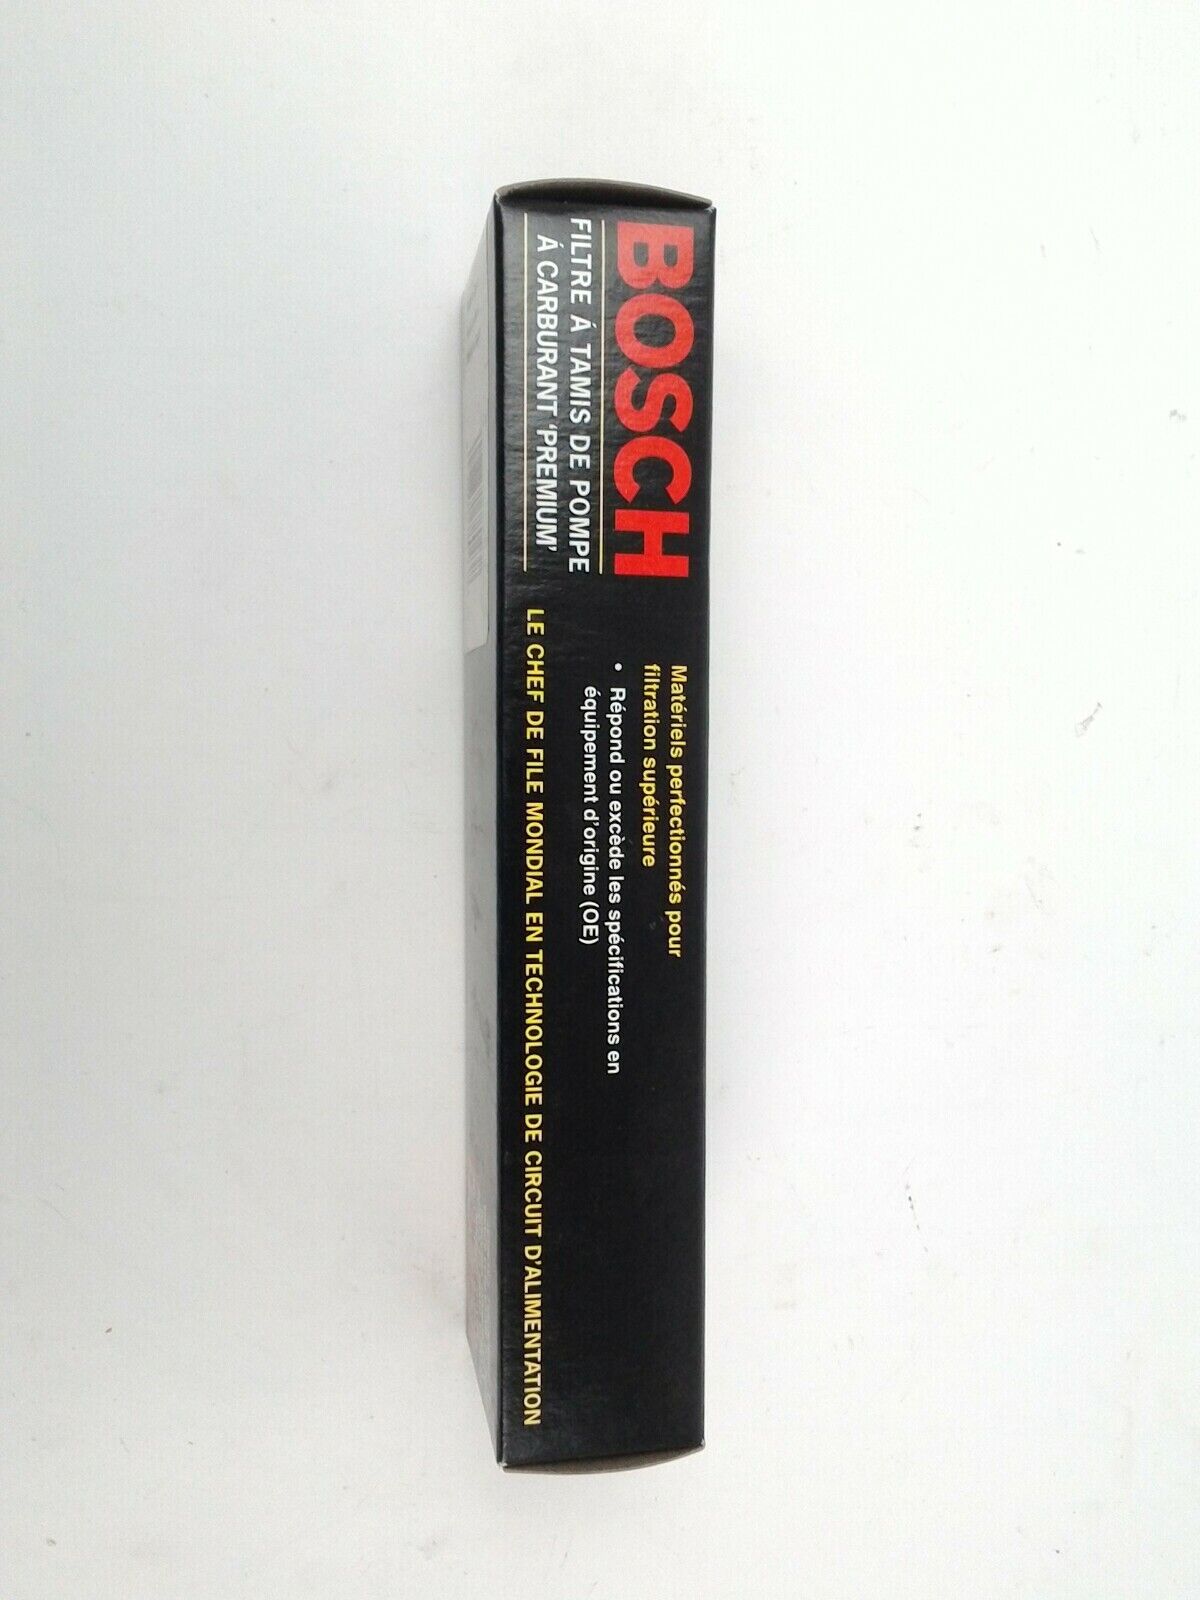 BOSCH
FILTRE Á TAMIS DE POMPE
Á CARBURANT 'PREMIUM'
Matériels perfectionnés pour
filtration supérieure
• Répond ou excède les spécifications en
équipement d'origine (OE)
LE CHEF DE FILE MONDIAL EN TECHNOLOGIE DE CIRCUIT D'ALIMENTATION